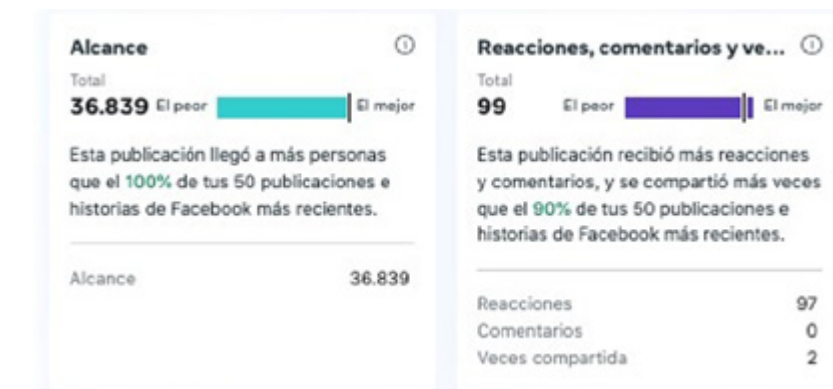 Alcance
Total
36.839 El peor El mejor
Esta publicación llegó a más personas
que el 100% de tus 50 publicaciones e
historias de Facebook más recientes.
Alcance 36.839
Reacciones, comentarios y ve...
Total
99 El peor El mejor
Esta publicación recibió más reacciones
y comentarios, y se compartió más veces
que el 90% de tus 50 publicaciones e
historias de Facebook más recientes.
Reacciones 97
Comentarios 0
Veces compartida 2